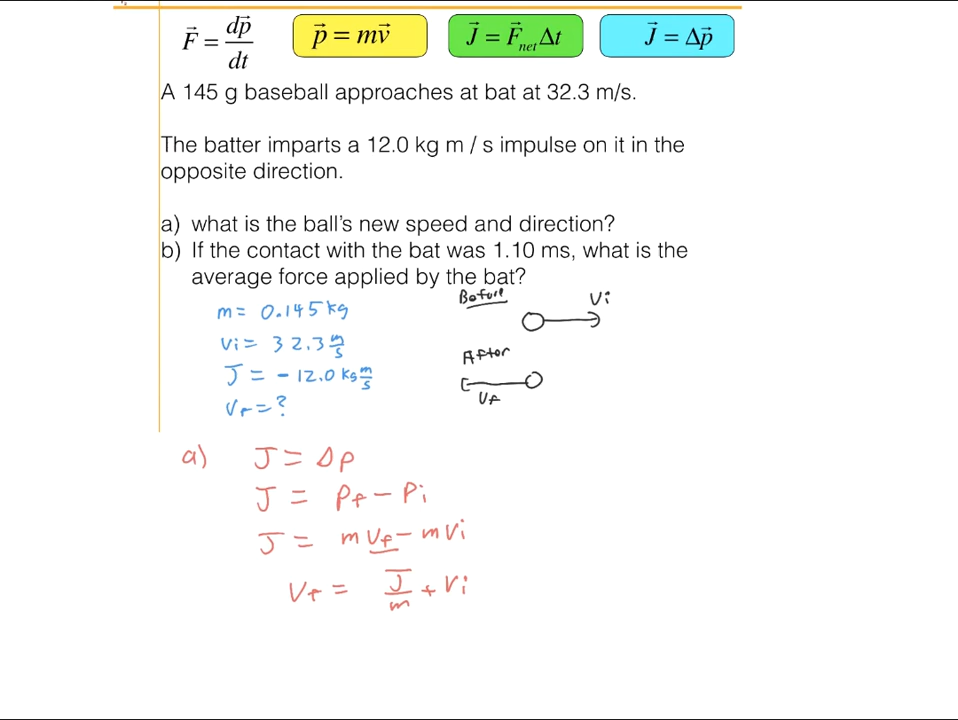 F⃗ = dp⃗/dt p⃗ = mv⃗ J⃗ = F⃗net Δt J⃗ = Δp⃗
A 145 g baseball approaches at bat at 32.3 m/s.
The batter imparts a 12.0 kg m / s impulse on it in the
opposite direction.
a) what is the ball's new speed and direction?
b) If the contact with the bat was 1.10 ms, what is the
average force applied by the bat?
m = 0.145 kg
Vi = 32.3 m/s
J = - 12.0 kg m/s
Vf = ?
Before
Vi
After
Vf
a) J = Δp
J = Pf - Pi
J = m Vf - m Vi
Vf = J/m + Vi